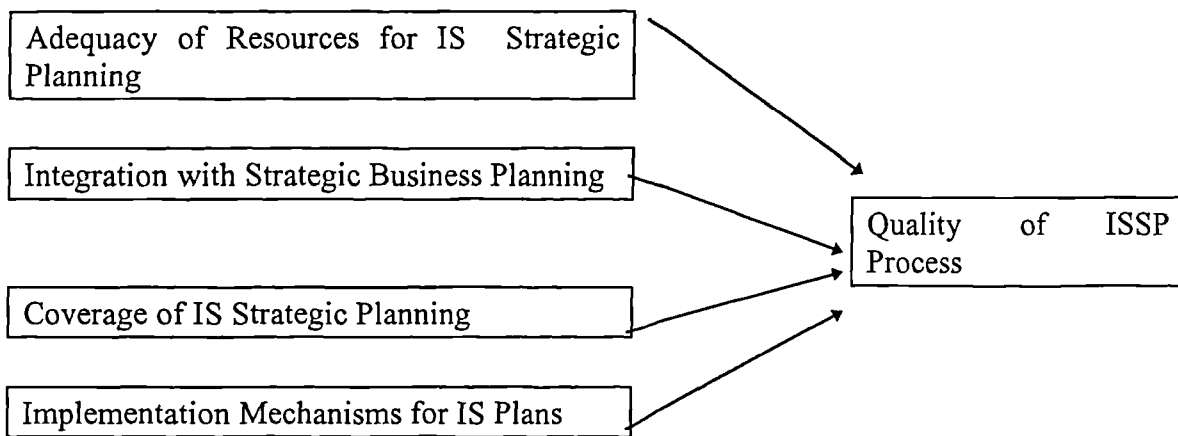 Adequacy of Resources for IS Strategic
Planning
Integration with Strategic Business Planning
Quality of ISSP
Process
Coverage of IS Strategic Planning
Implementation Mechanisms for IS Plans